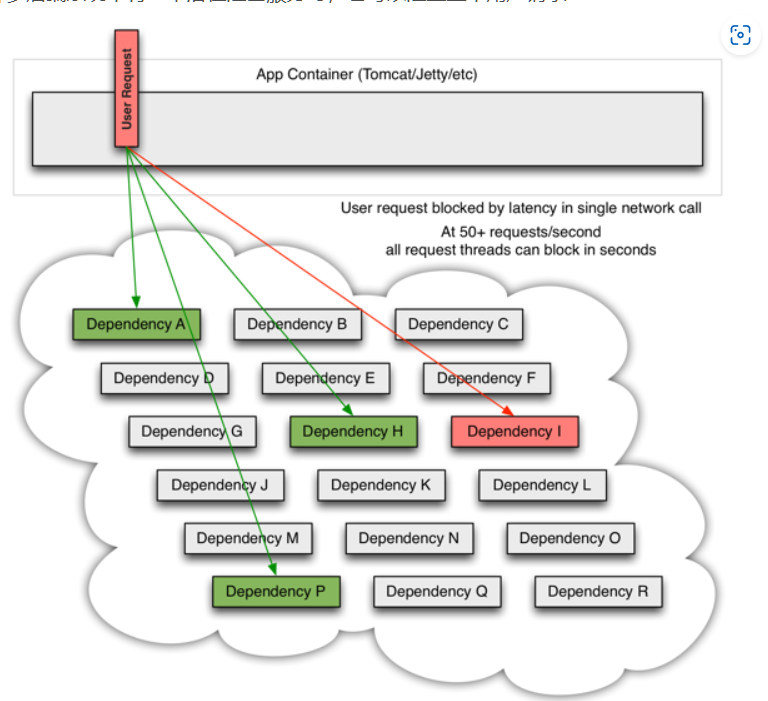 App Container (Tomcat/Jetty/etc)
User Request
User request blocked by latency in single network call
At 50+ requests/second
all request threads can block in seconds
Dependency A
Dependency B
Dependency C
Dependency D
Dependency E
Dependency F
Dependency G
Dependency H
Dependency I
Dependency J
Dependency K
Dependency L
Dependency M
Dependency N
Dependency O
Dependency P
Dependency Q
Dependency R